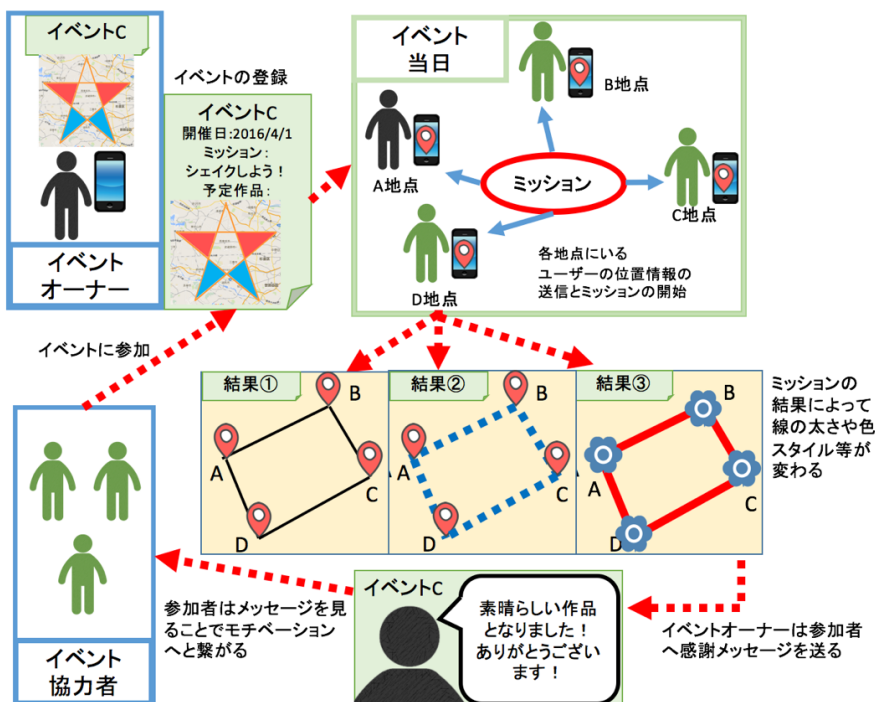 イベントC
イベント
オーナー
イベントの登録
イベントC
開催日:2016/4/1
ミッション:
シェイクしよう！
予定作品:
イベント
当日
B地点
A地点
ミッション
C地点
D地点
各地点にいる
ユーザーの位置情報の
送信とミッションの開始
イベントに参加
結果①
A
B
C
D
結果②
A
B
C
D
結果③
A
B
C
D
ミッションの
結果によって
線の太さや色
スタイル等が
変わる
イベント
協力者
参加者はメッセージを見
ることでモチベーション
へと繋がる
イベントC
素晴らしい作品
となりました！
ありがとうござい
ます！
イベントオーナーは参加者
へ感謝メッセージを送る